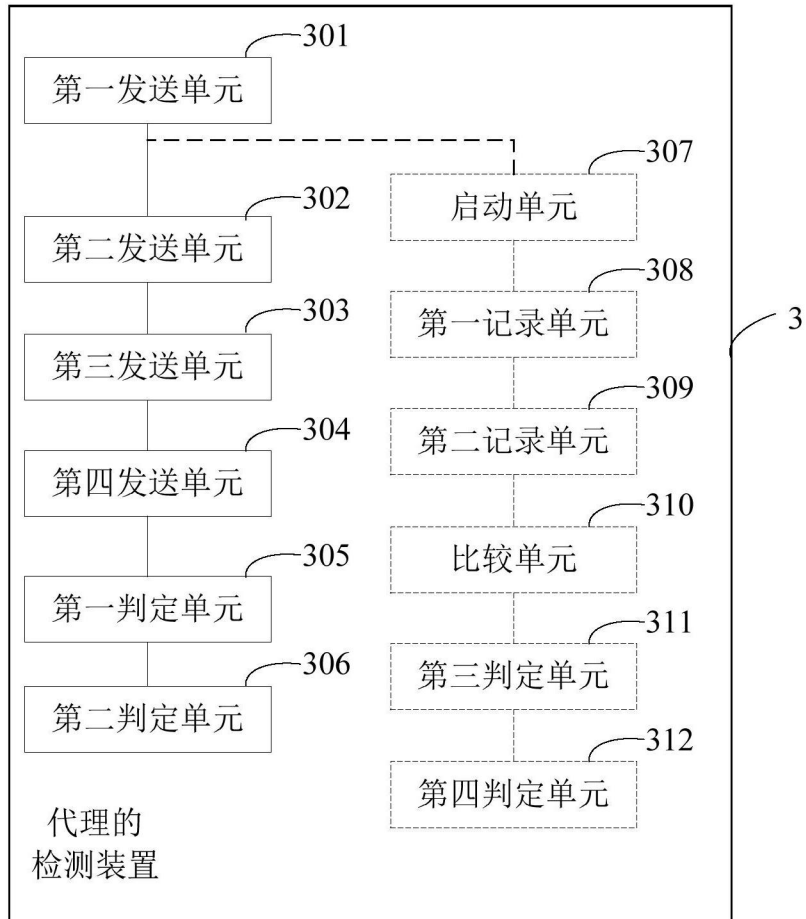 301
第一发送单元
307
启动单元
302
第二发送单元
308
第一记录单元
303
第三发送单元
3
309
第二记录单元
304
第四发送单元
310
比较单元
305
第一判定单元
311
第三判定单元
306
第二判定单元
312
第四判定单元
代理的
检测装置